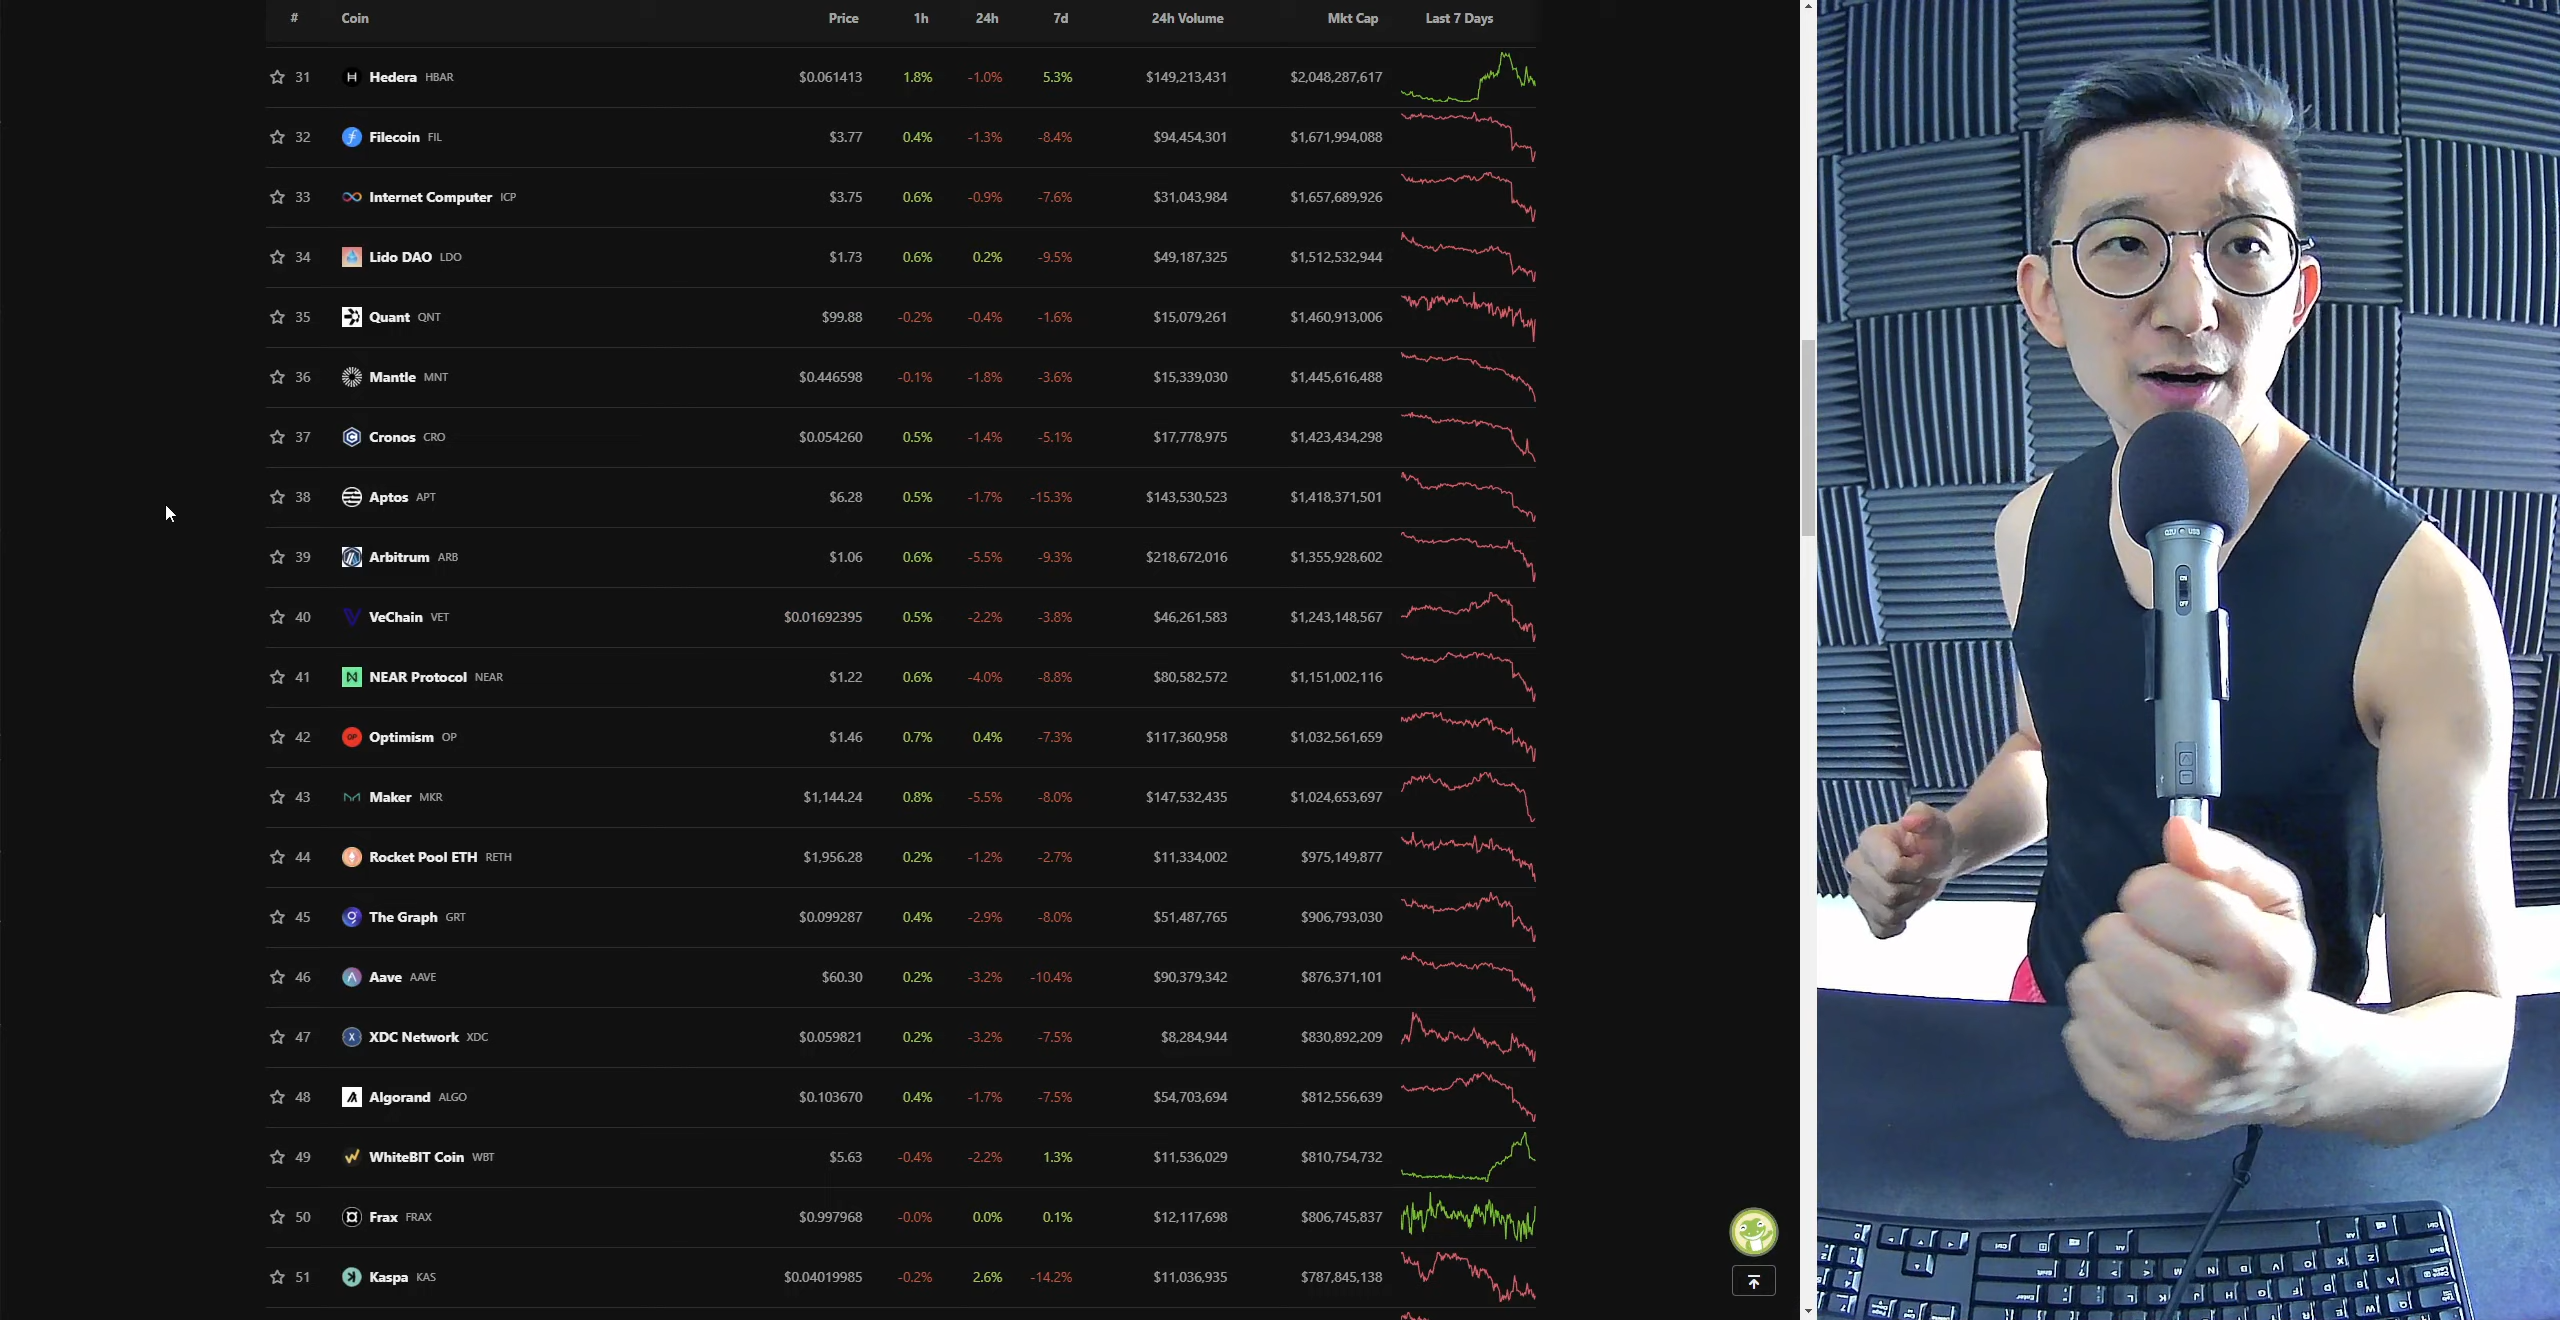 # Coin Price 1h 24h 7d 24h Volume Mkt Cap Last 7 Days
31 Hedera HBAR $0.061413 1.8% -1.0% 5.3% $149,213,431 $2,048,287,617
32 Filecoin FIL $3.77 0.4% -1.3% -8.4% $94,454,301 $1,671,994,088
33 Internet Computer ICP $3.75 0.6% -0.9% -7.6% $31,043,984 $1,657,689,926
34 Lido DAO LDO $1.73 0.6% 0.2% -9.5% $49,187,325 $1,512,532,944
35 Quant QNT $99.88 -0.2% -0.4% -1.6% $15,079,261 $1,460,913,006
36 Mantle MNT $0.446598 -0.1% -1.8% -3.6% $15,339,030 $1,445,616,488
37 Cronos CRO $0.054260 0.5% -1.4% -5.1% $17,778,975 $1,423,434,298
38 Aptos APT $6.28 0.5% -1.7% -15.3% $143,530,523 $1,418,371,501
39 Arbitrum ARB $1.06 0.6% -5.5% -9.3% $218,672,016 $1,355,928,602
40 VeChain VET $0.01692395 0.5% -2.2% -3.8% $46,261,583 $1,243,148,567
41 NEAR Protocol NEAR $1.22 0.6% -4.0% -8.8% $80,582,572 $1,151,002,116
42 Optimism OP $1.46 0.7% 0.4% -7.3% $117,360,958 $1,032,561,659
43 Maker MKR $1,144.24 0.8% -5.5% -8.0% $147,532,435 $1,024,653,697
44 Rocket Pool ETH RETH $1,956.28 0.2% -1.2% -2.7% $11,334,002 $975,149,877
45 The Graph GRT $0.099287 0.4% -2.9% -8.0% $51,487,765 $906,793,030
46 Aave AAVE $60.30 0.2% -3.2% -10.4% $90,379,342 $876,371,101
47 XDC Network XDC $0.059821 0.2% -3.2% -7.5% $8,284,944 $830,892,209
48 Algorand ALGO $0.103670 0.4% -1.7% -7.5% $54,703,694 $812,556,639
49 WhiteBIT Coin WBT $5.63 -0.4% -2.2% 1.3% $11,536,029 $810,754,732
50 Frax FRAX $0.997968 -0.0% 0.0% 0.1% $12,117,698 $806,745,837
51 Kaspa KAS $0.04019985 -0.2% 2.6% -14.2% $11,036,935 $787,845,138
ON
OFF